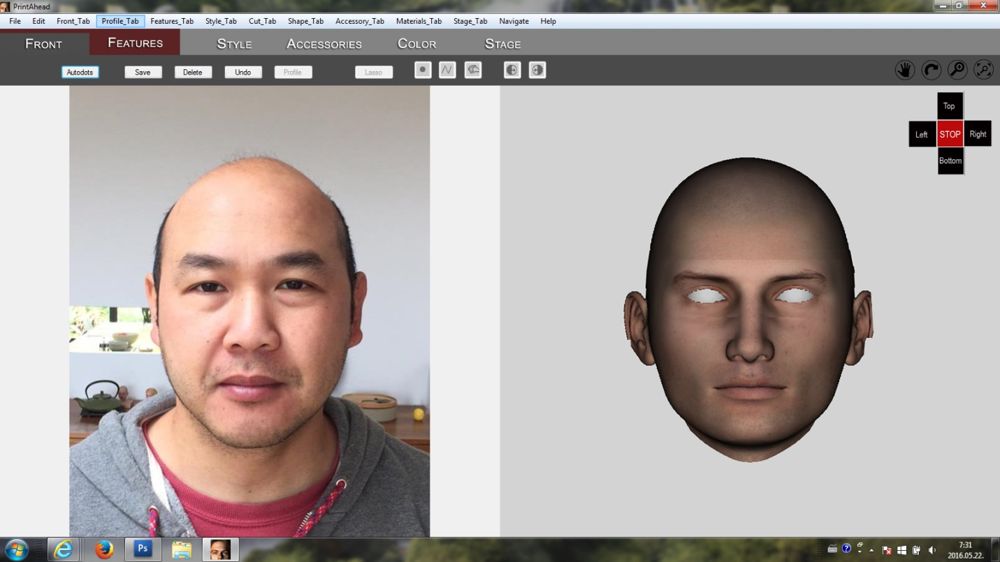 PrintAhead
File Edit Front_Tab Profile_Tab Features_Tab Style_Tab Cut_Tab Shape_Tab Accessory_Tab Materials_Tab Stage_Tab Navigate Help
FRONT FEATURES STYLE ACCESSORIES COLOR STAGE
Autodots Save Delete Undo Profile Lasso
Top
Left STOP Right
Bottom
Ps
7:31
2016.05.22.